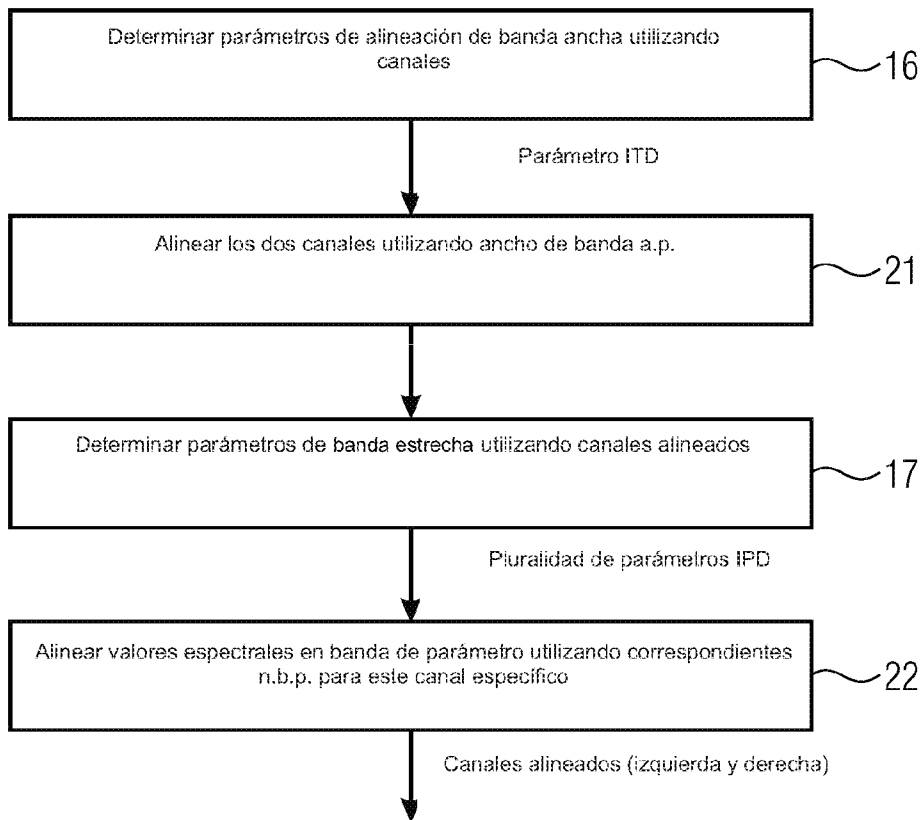 Determinar parámetros de alineación de banda ancha utilizando
canales
16
Parámetro ITD
Alinear los dos canales utilizando ancho de banda a.p.
21
Determinar parámetros de banda estrecha utilizando canales alineados
17
Pluralidad de parámetros IPD
Alinear valores espectrales en banda de parámetro utilizando correspondientes
n.b.p. para este canal específico
22
Canales alineados (izquierda y derecha)